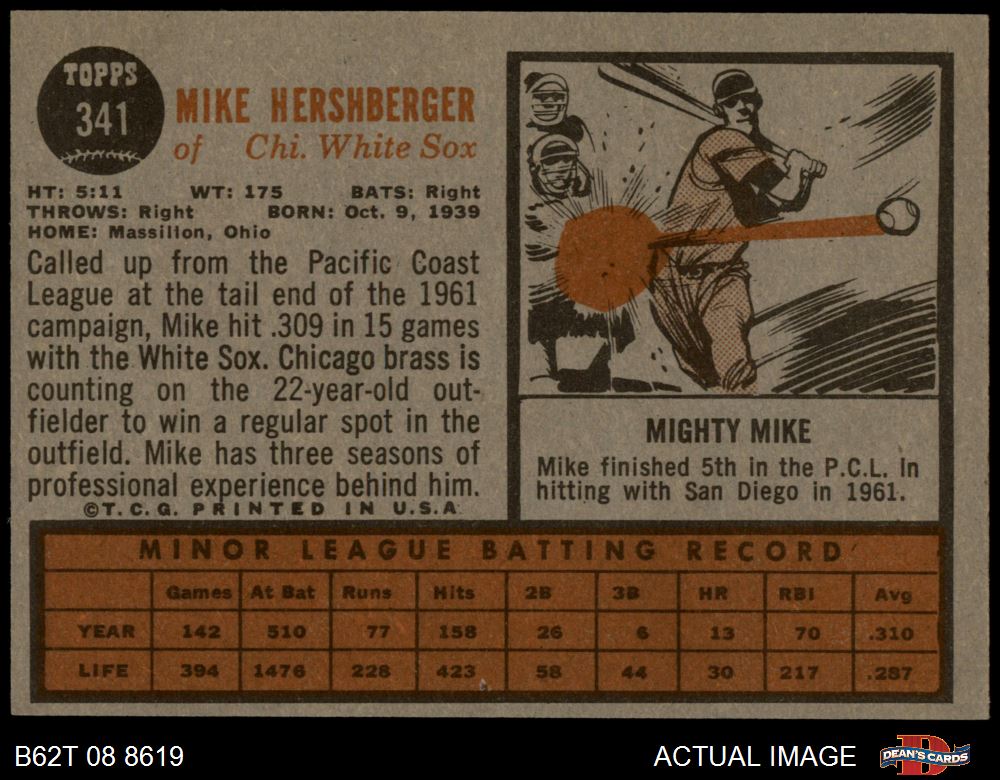 TOPPS
341
MIKE HERSHBERGER
of Chi. White Sox
HT: 5:11 WT: 175 BATS: Right
THROWS: Right BORN: Oct. 9, 1939
HOME: Massillon, Ohio
Called up from the Pacific Coast
League at the tail end of the 1961
campaign, Mike hit .309 in 15 games
with the White Sox. Chicago brass is
counting on the 22-year-old out-
fielder to win a regular spot in the
outfield. Mike has three seasons of
professional experience behind him.
©T.C.G. PRINTED IN U.S.A
MIGHTY MIKE
Mike finished 5th in the P.C.L. in
hitting with San Diego in 1961.
MINOR LEAGUE BATTING RECORD
Games At Bat Runs Hits 2B 3B HR RBI Avg
YEAR 142 510 77 158 26 6 13 70 .310
LIFE 394 1476 228 423 58 44 30 217 .287
B62T 08 8619 ACTUAL IMAGE DEAN'S CARDS